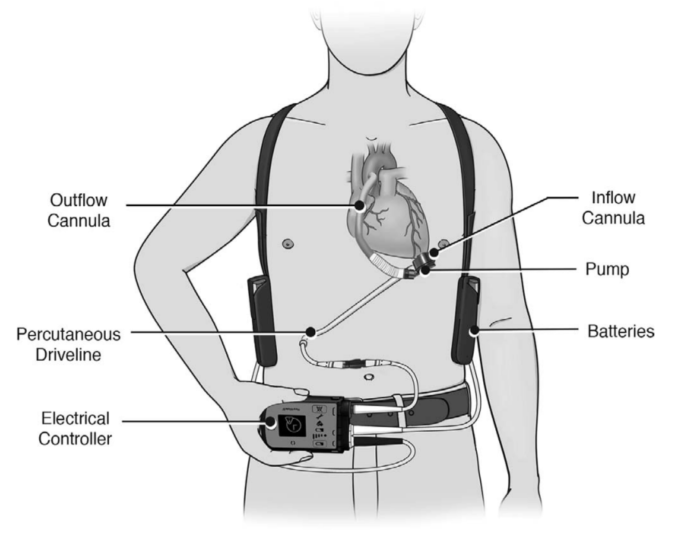 Outflow
Cannula
Inflow
Cannula
Pump
Percutaneous
Driveline
Batteries
Electrical
Controller